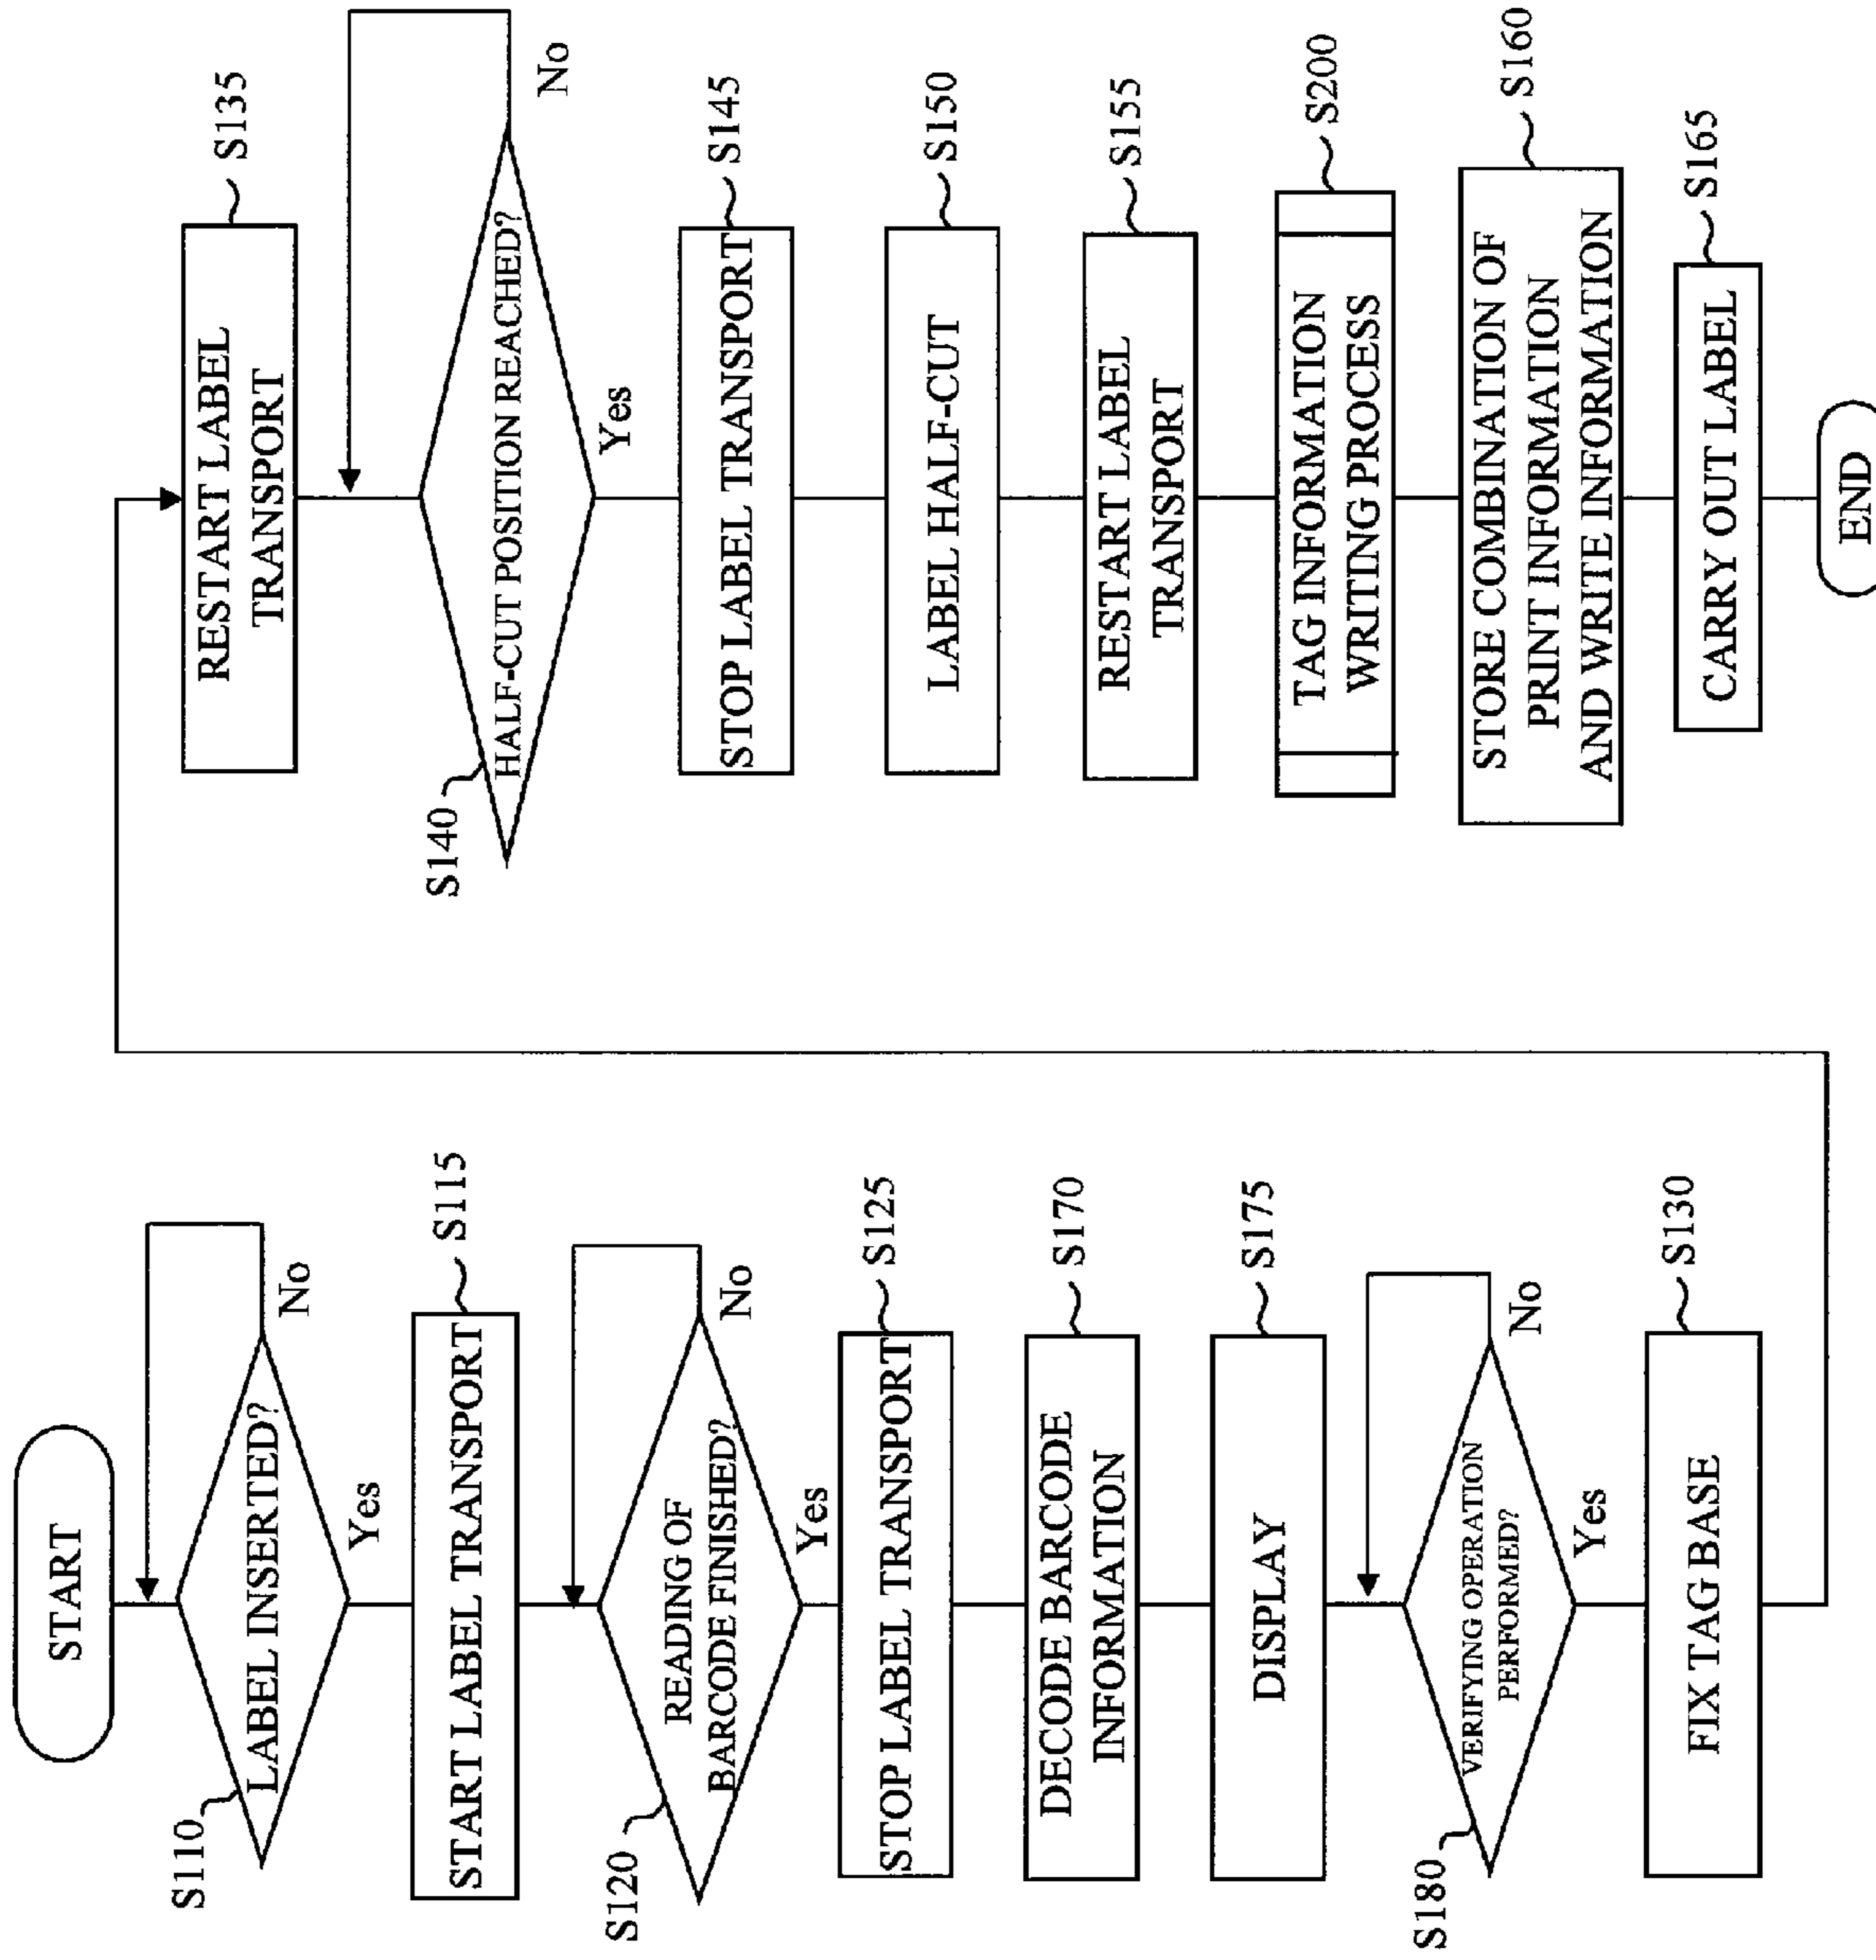 START
S110
LABEL INSERTED?
No
Yes
START LABEL TRANSPORT
S115
S120
READING OF
BARCODE FINISHED?
No
Yes
STOP LABEL TRANSPORT
S125
DECODE BARCODE
INFORMATION
S170
DISPLAY
S175
S180
VERIFYING OPERATION
PERFORMED?
No
Yes
FIX TAG BASE
S130
RESTART LABEL
TRANSPORT
S135
S140
HALF-CUT POSITION REACHED?
No
Yes
STOP LABEL TRANSPORT
S145
LABEL HALF-CUT
S150
RESTART LABEL
TRANSPORT
S155
TAG INFORMATION
WRITING PROCESS
S200
STORE COMBINATION OF
PRINT INFORMATION
AND WRITE INFORMATION
S160
CARRY OUT LABEL
S165
END